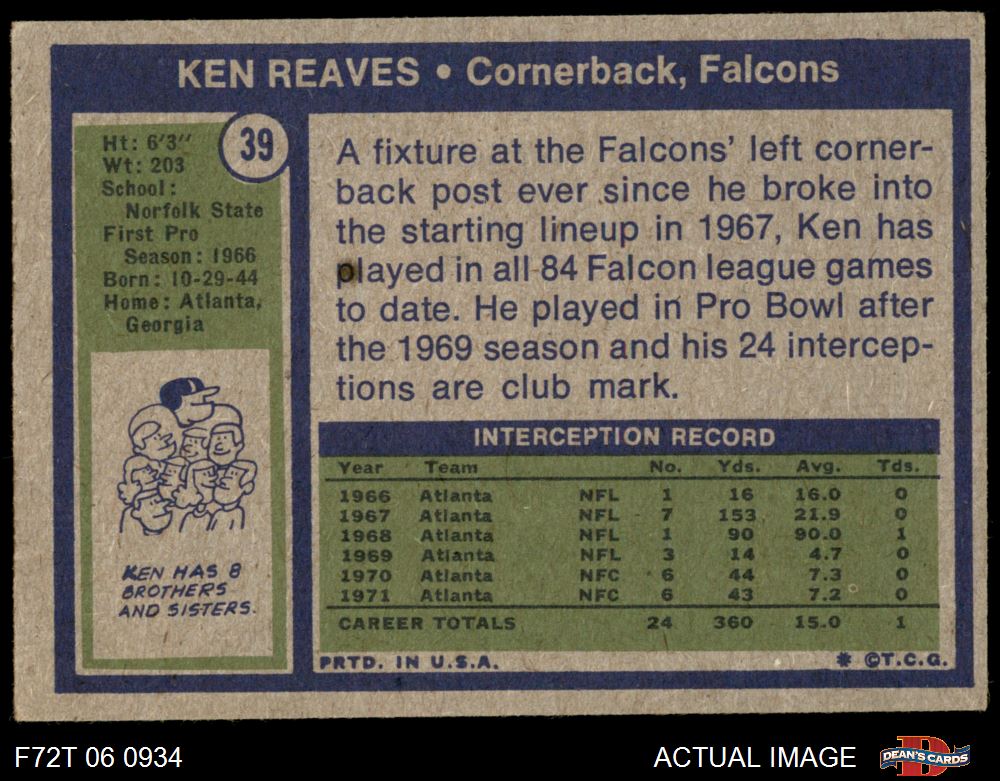 KEN REAVES • Cornerback, Falcons
39
Ht: 6'3"
Wt: 203
School:
Norfolk State
First Pro
Season: 1966
Born: 10-29-44
Home: Atlanta,
Georgia
KEN HAS 8
BROTHERS
AND SISTERS.
A fixture at the Falcons' left corner-
back post ever since he broke into
the starting lineup in 1967, Ken has
played in all 84 Falcon league games
to date. He played in Pro Bowl after
the 1969 season and his 24 intercep-
tions are club mark.
INTERCEPTION RECORD
Year Team No. Yds. Avg. Tds.
1966 Atlanta NFL 1 16 16.0 0
1967 Atlanta NFL 7 153 21.9 0
1968 Atlanta NFL 1 90 90.0 1
1969 Atlanta NFL 3 14 4.7 0
1970 Atlanta NFC 6 44 7.3 0
1971 Atlanta NFC 6 43 7.2 0
CAREER TOTALS 24 360 15.0 1
PRTD. IN U.S.A. * ©T.C.G.
F72T 06 0934 ACTUAL IMAGE DEAN'S CARDS